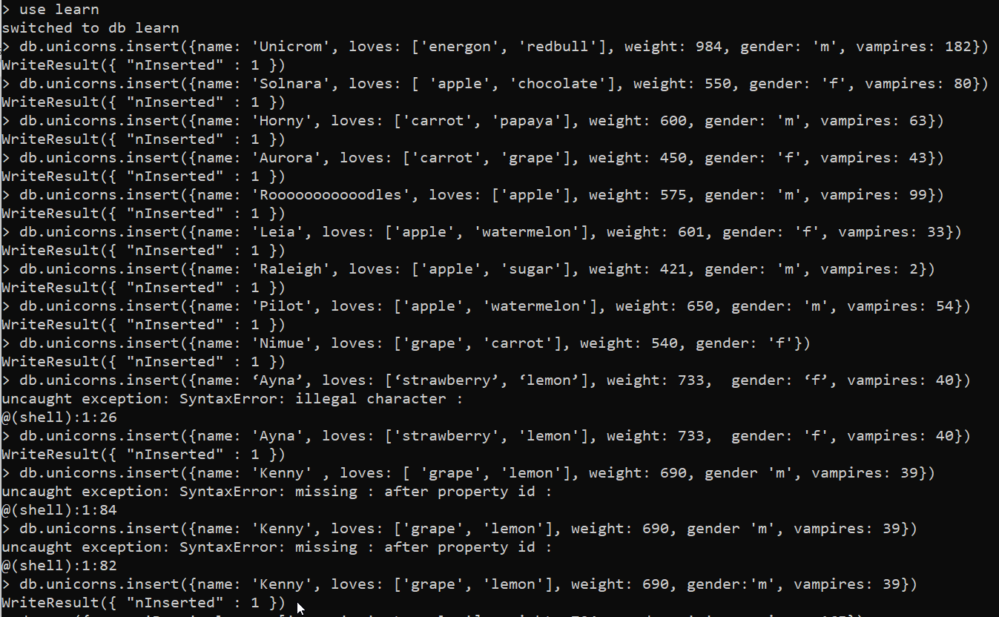 > use learn
switched to db learn
> db.unicorns.insert({name: 'Unicrom', loves: ['energon', 'redbull'], weight: 984, gender: 'm', vampires: 182})
WriteResult({ "nInserted" : 1 })
> db.unicorns.insert({name: 'Solnara', loves: [ 'apple', 'chocolate'], weight: 550, gender: 'f', vampires: 80})
WriteResult({ "nInserted" : 1 })
> db.unicorns.insert({name: 'Horny', loves: ['carrot', 'papaya'], weight: 600, gender: 'm', vampires: 63})
WriteResult({ "nInserted" : 1 })
> db.unicorns.insert({name: 'Aurora', loves: ['carrot', 'grape'], weight: 450, gender: 'f', vampires: 43})
WriteResult({ "nInserted" : 1 })
> db.unicorns.insert({name: 'Rooooooooooodles', loves: ['apple'], weight: 575, gender: 'm', vampires: 99})
WriteResult({ "nInserted" : 1 })
> db.unicorns.insert({name: 'Leia', loves: ['apple', 'watermelon'], weight: 601, gender: 'f', vampires: 33})
WriteResult({ "nInserted" : 1 })
> db.unicorns.insert({name: 'Raleigh', loves: ['apple', 'sugar'], weight: 421, gender: 'm', vampires: 2})
WriteResult({ "nInserted" : 1 })
> db.unicorns.insert({name: 'Pilot', loves: ['apple', 'watermelon'], weight: 650, gender: 'm', vampires: 54})
WriteResult({ "nInserted" : 1 })
> db.unicorns.insert({name: 'Nimue', loves: ['grape', 'carrot'], weight: 540, gender: 'f'})
WriteResult({ "nInserted" : 1 })
> db.unicorns.insert({name: ‘Ayna’, loves: [‘strawberry’, ‘lemon’], weight: 733,  gender: ‘f’, vampires: 40})
uncaught exception: SyntaxError: illegal character :
@(shell):1:26
> db.unicorns.insert({name: 'Ayna', loves: ['strawberry', 'lemon'], weight: 733,  gender: 'f', vampires: 40})
WriteResult({ "nInserted" : 1 })
> db.unicorns.insert({name: 'Kenny' , loves: [ 'grape', 'lemon'], weight: 690, gender 'm', vampires: 39})
uncaught exception: SyntaxError: missing : after property id :
@(shell):1:84
> db.unicorns.insert({name: 'Kenny', loves: ['grape', 'lemon'], weight: 690, gender 'm', vampires: 39})
uncaught exception: SyntaxError: missing : after property id :
@(shell):1:82
> db.unicorns.insert({name: 'Kenny', loves: ['grape', 'lemon'], weight: 690, gender:'m', vampires: 39})
WriteResult({ "nInserted" : 1 })